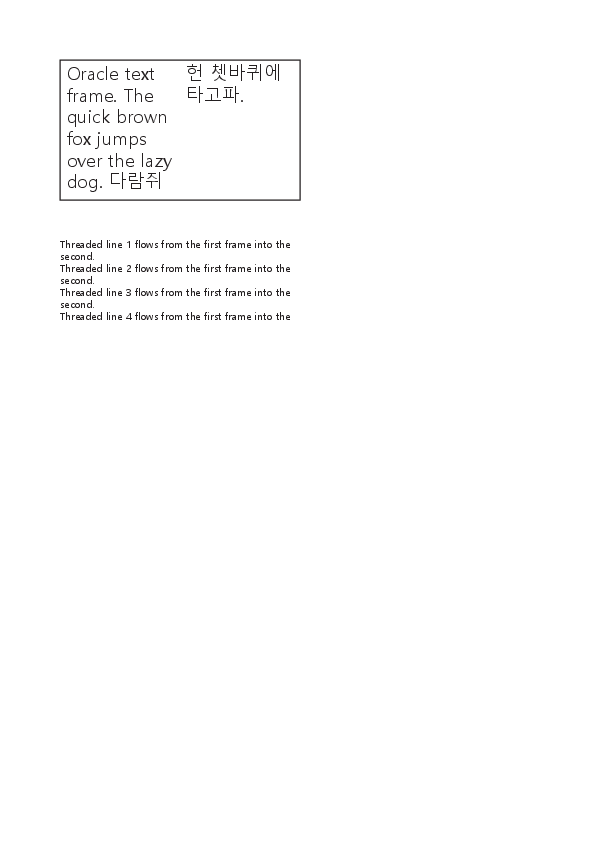 Oracle text
frame. The
quick brown
fox jumps
over the lazy
dog. 다람쥐
헌 쳇바퀴에
타고파.
Threaded line 1 flows from the first frame into the
second.
Threaded line 2 flows from the first frame into the
second.
Threaded line 3 flows from the first frame into the
second.
Threaded line 4 flows from the first frame into the